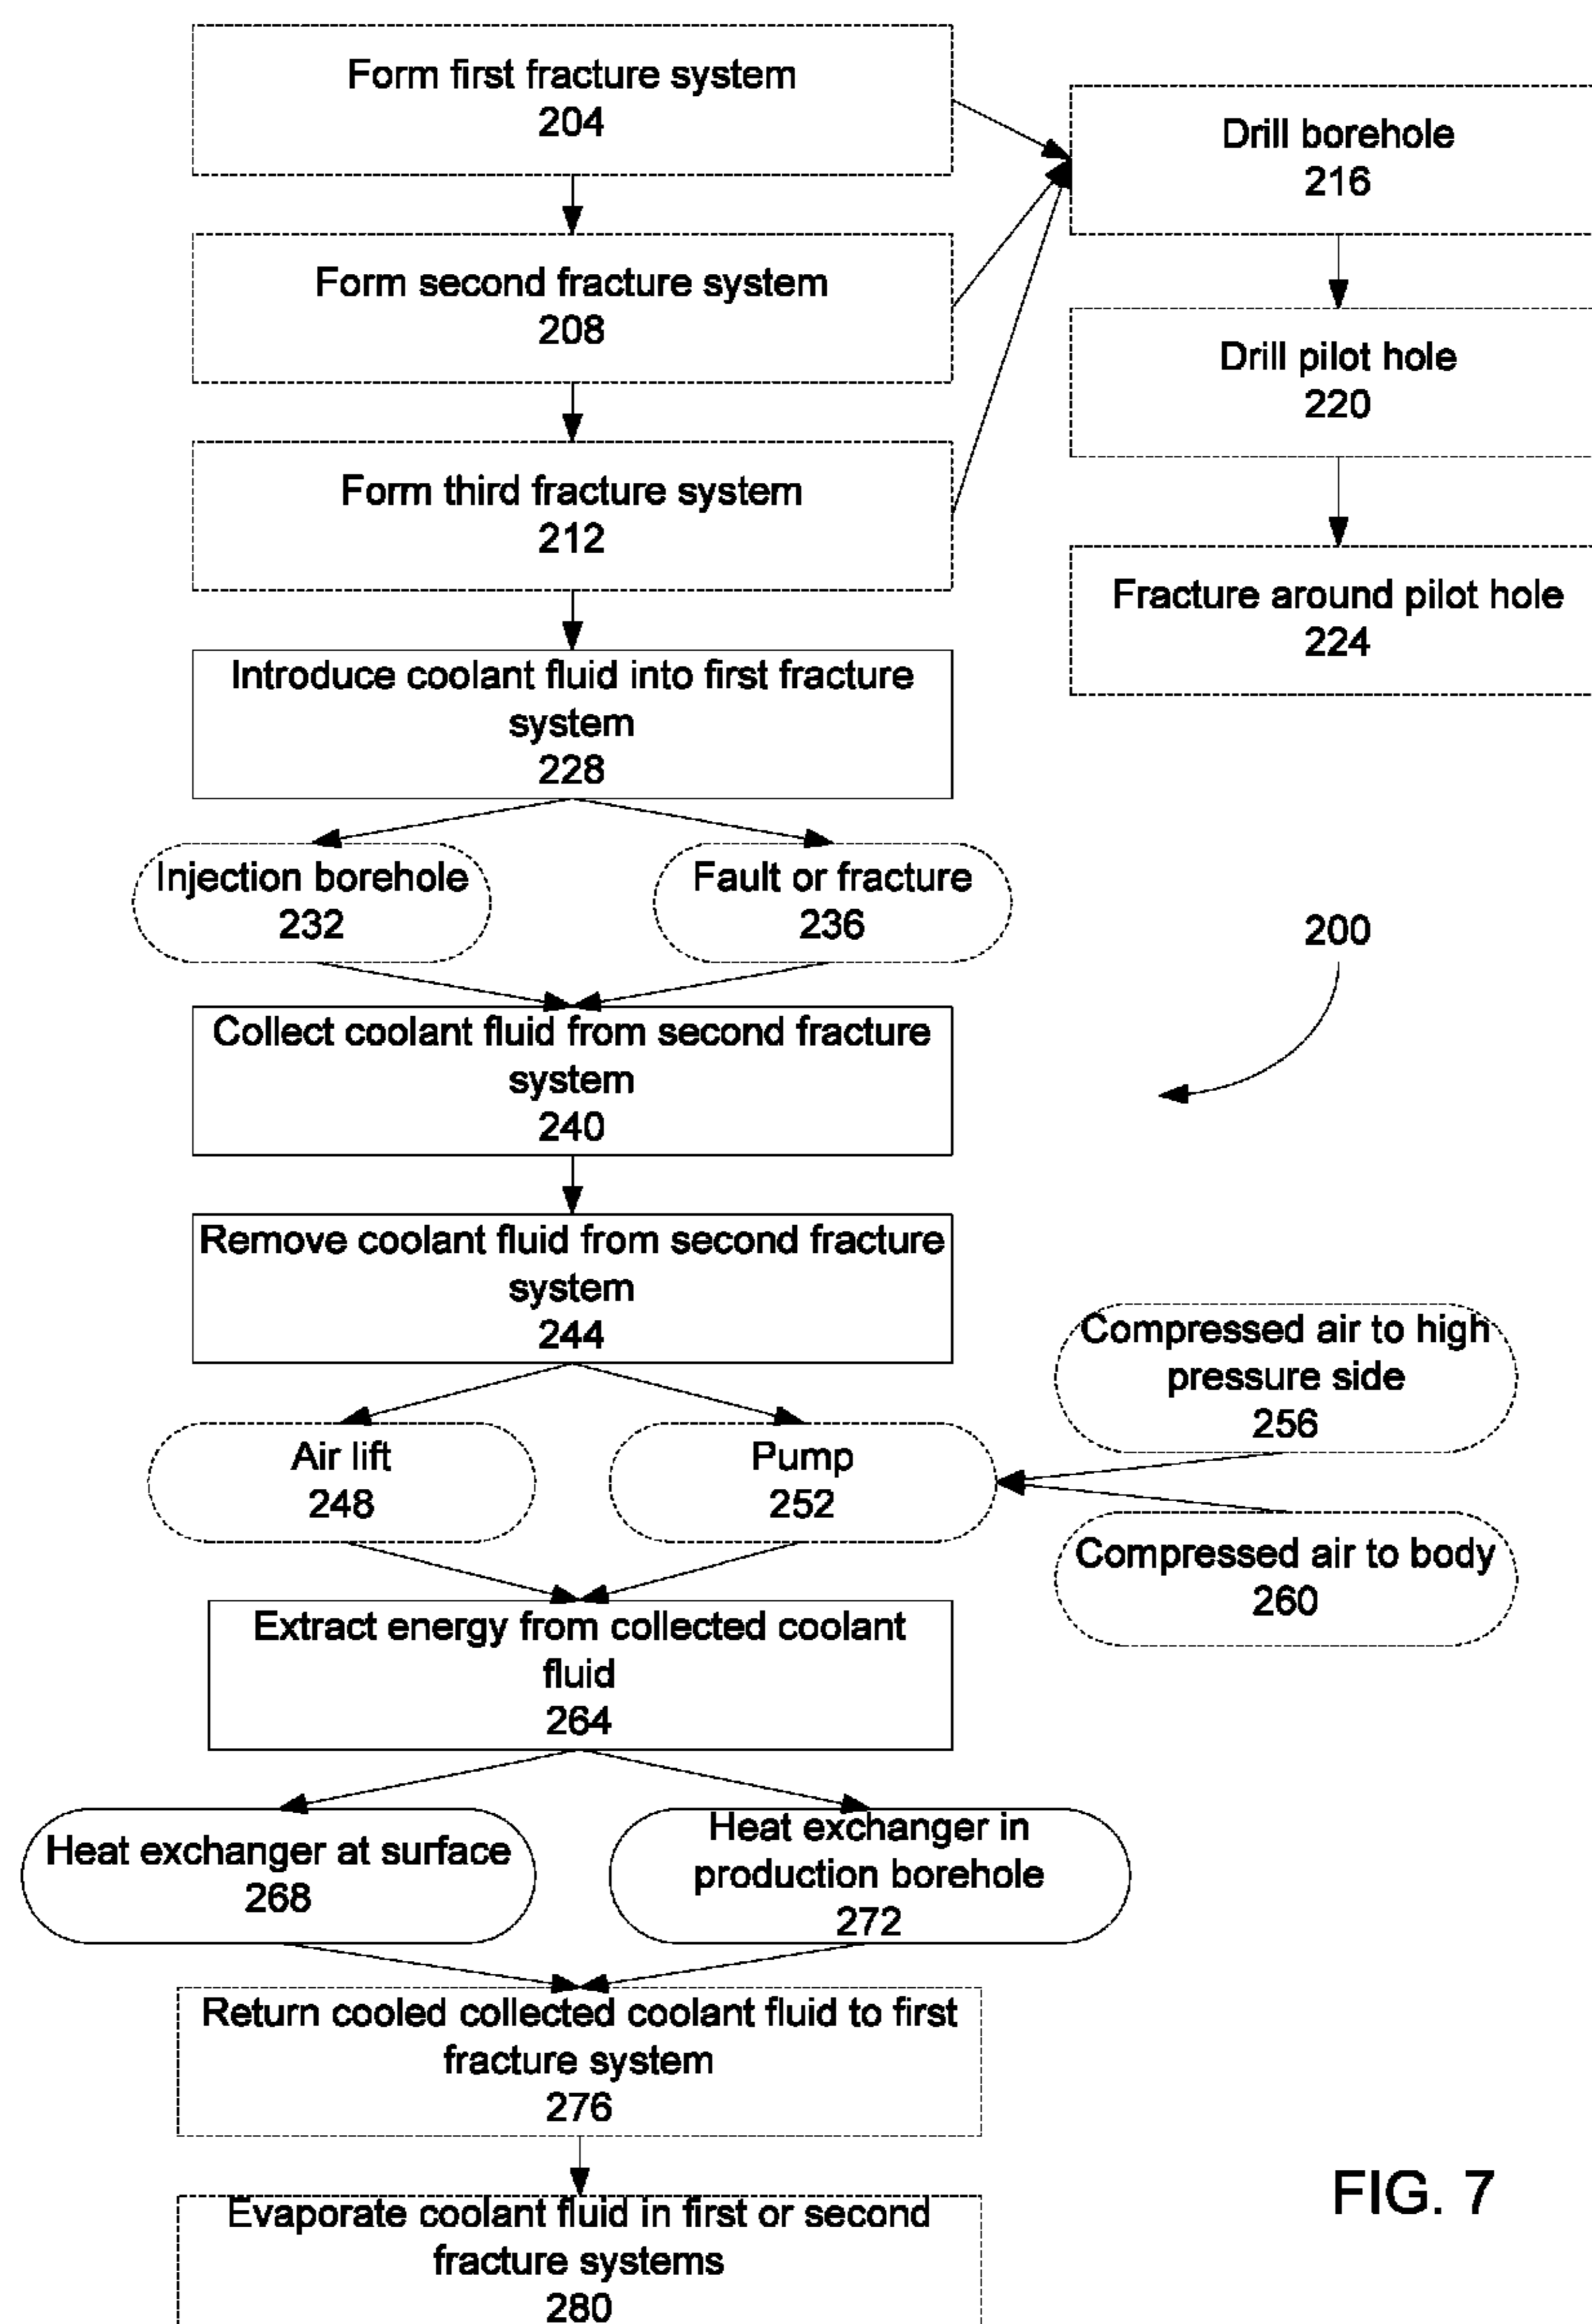 Form first fracture system
204
Drill borehole
216
Form second fracture system
208
Drill pilot hole
220
Form third fracture system
212
Fracture around pilot hole
224
Introduce coolant fluid into first fracture
system
228
Injection borehole
232
Fault or fracture
236
200
Collect coolant fluid from second fracture
system
240
Remove coolant fluid from second fracture
system
244
Compressed air to high
pressure side
256
Air lift
248
Pump
252
Compressed air to body
260
Extract energy from collected coolant
fluid
264
Heat exchanger at surface
268
Heat exchanger in
production borehole
272
Return cooled collected coolant fluid to first
fracture system
276
FIG. 7
Evaporate coolant fluid in first or second
fracture systems
280